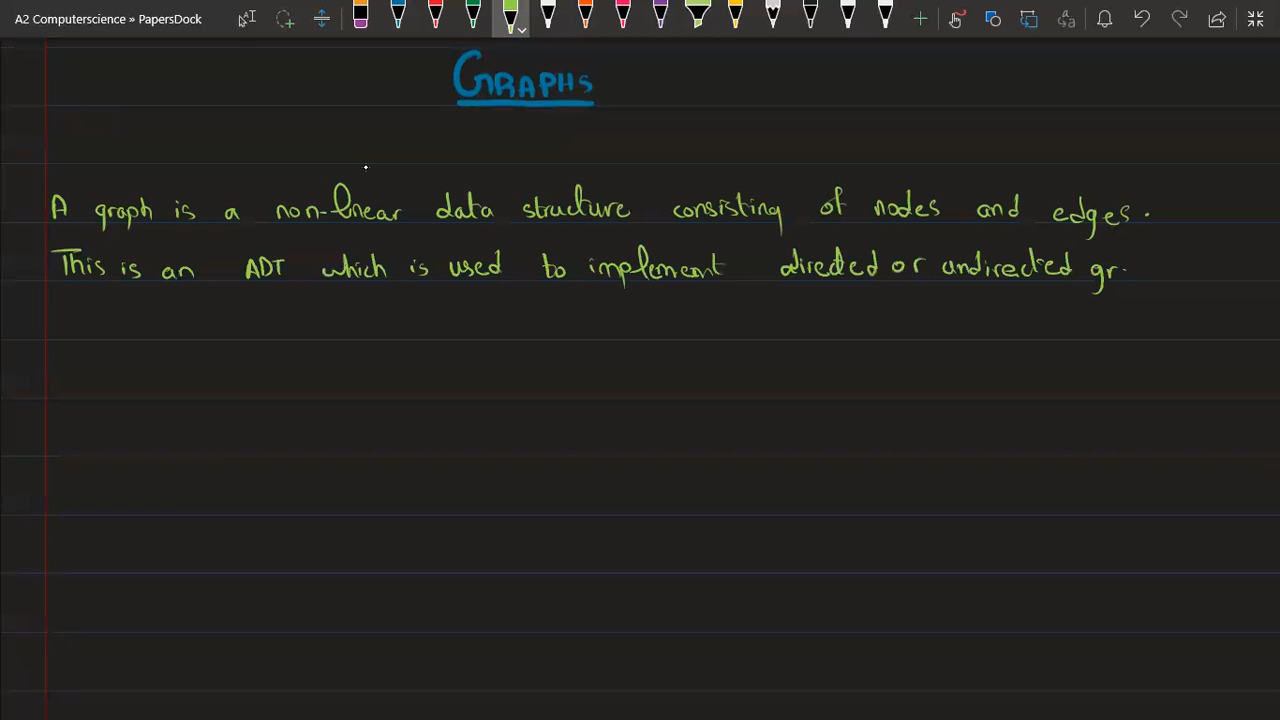 A2 Computerscience » PapersDock
GRAPHS
A graph is a non-linear data structure consisting of nodes and edges.
This is an ADT which is used to implement directed or undirected gr.